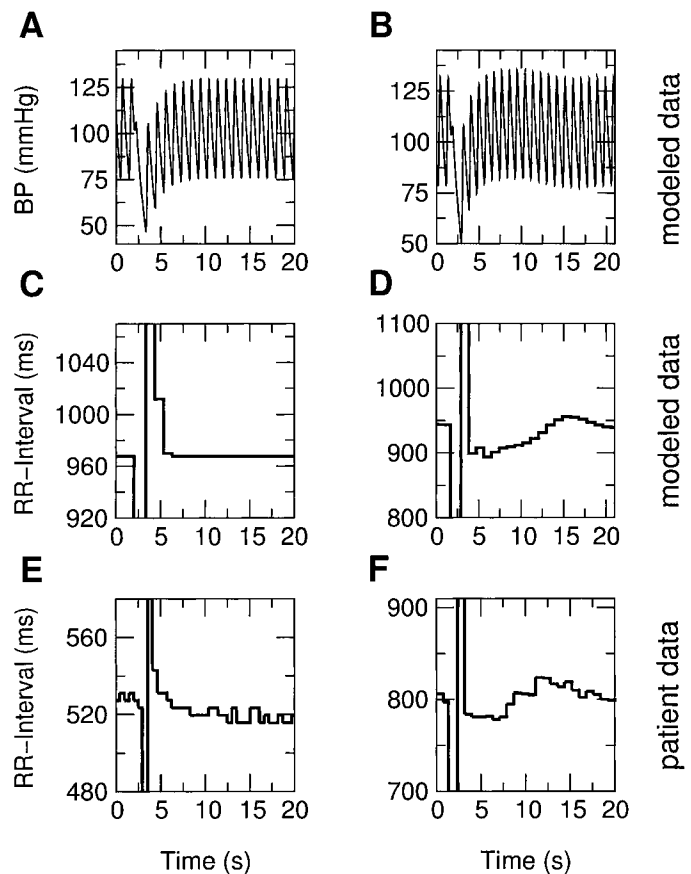 A
B
BP (mmHg)
125
100
75
50
0 5 10 15 20
125
100
75
50
0 5 10 15 20
modeled data
C
D
RR-Interval (ms)
1040
1000
960
920
0 5 10 15 20
1100
1000
900
800
0 5 10 15 20
modeled data
E
F
RR-Interval (ms)
560
520
480
0 5 10 15 20
Time (s)
900
800
700
0 5 10 15 20
Time (s)
patient data